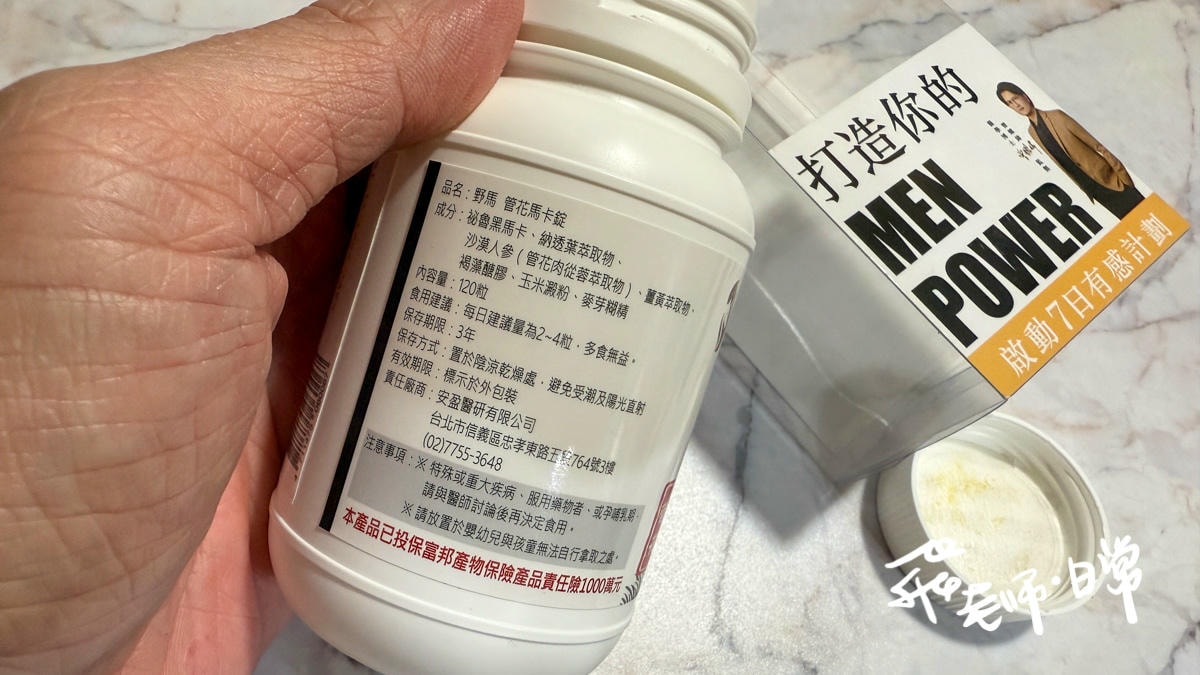 品名：野馬 管花馬卡錠
成分：祕魯黑馬卡、納透葉萃取物、
沙漠人參（管花肉從蓉萃取物）、薑黃萃取物、
褐藻醣膠、玉米澱粉、麥芽糊精
內容量：120粒
食用建議：每日建議量為2~4粒，多食無益。
保存期限：3年
保存方式：置於陰涼乾燥處，避免受潮及陽光直射
有效期限：標示於外包裝
責任廠商：安盈醫研有限公司
台北市信義區忠孝東路五段764號3樓
(02)7755-3648
注意事項：※ 特殊或重大疾病、服用藥物者、或孕哺乳期，
請與醫師討論後再決定食用，
※ 請放置於嬰幼兒與孩童無法自行拿取之處。
本產品已投保富邦產物保險產品責任險1000萬元
打造你的
MEN
POWER
啟動7日有感計劃
老師·日常